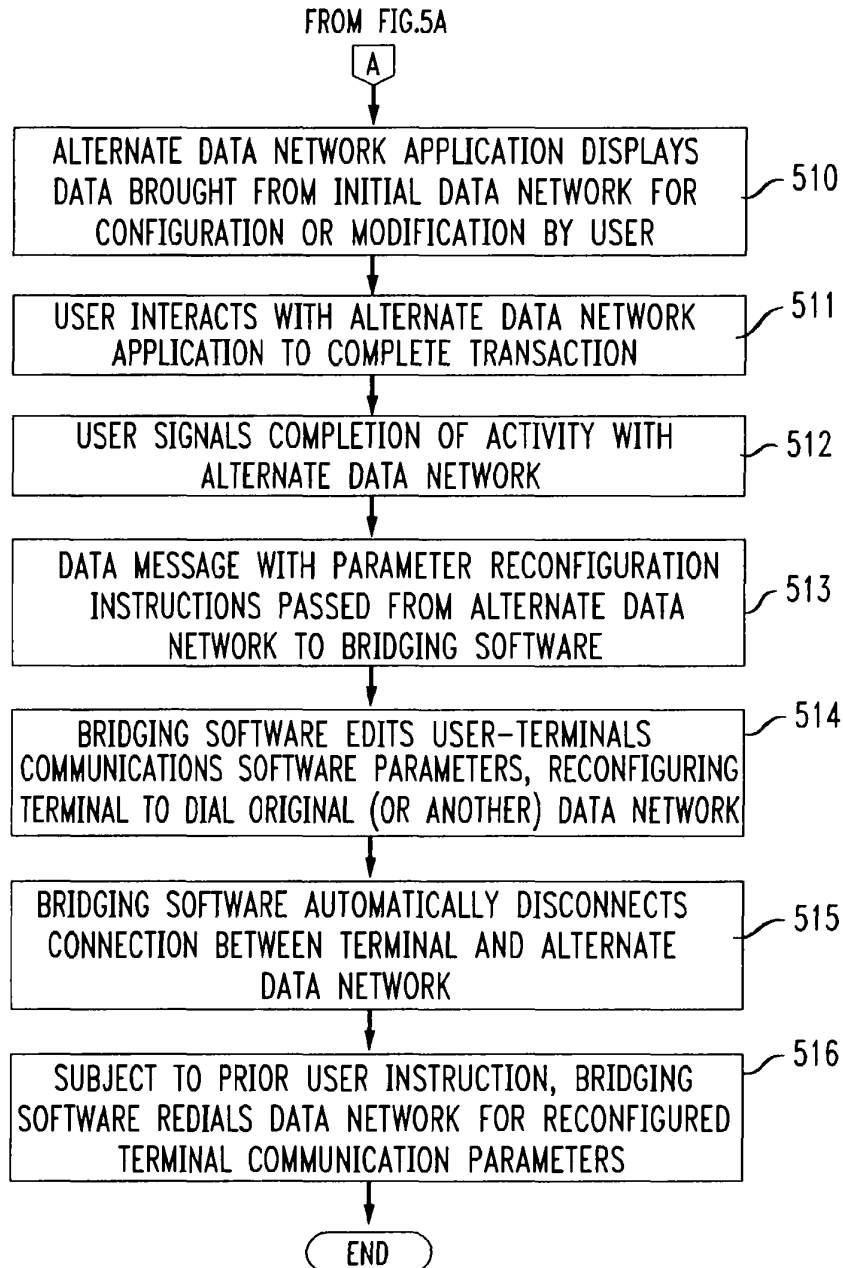 FROM FIG.5A
A
ALTERNATE DATA NETWORK APPLICATION DISPLAYS
DATA BROUGHT FROM INITIAL DATA NETWORK FOR
CONFIGURATION OR MODIFICATION BY USER
510
USER INTERACTS WITH ALTERNATE DATA NETWORK
APPLICATION TO COMPLETE TRANSACTION
511
USER SIGNALS COMPLETION OF ACTIVITY WITH
ALTERNATE DATA NETWORK
512
DATA MESSAGE WITH PARAMETER RECONFIGURATION
INSTRUCTIONS PASSED FROM ALTERNATE DATA
NETWORK TO BRIDGING SOFTWARE
513
BRIDGING SOFTWARE EDITS USER-TERMINALS
COMMUNICATIONS SOFTWARE PARAMETERS, RECONFIGURING
TERMINAL TO DIAL ORIGINAL (OR ANOTHER) DATA NETWORK
514
BRIDGING SOFTWARE AUTOMATICALLY DISCONNECTS
CONNECTION BETWEEN TERMINAL AND ALTERNATE
DATA NETWORK
515
SUBJECT TO PRIOR USER INSTRUCTION, BRIDGING
SOFTWARE REDIALS DATA NETWORK FOR RECONFIGURED
TERMINAL COMMUNICATION PARAMETERS
516
END